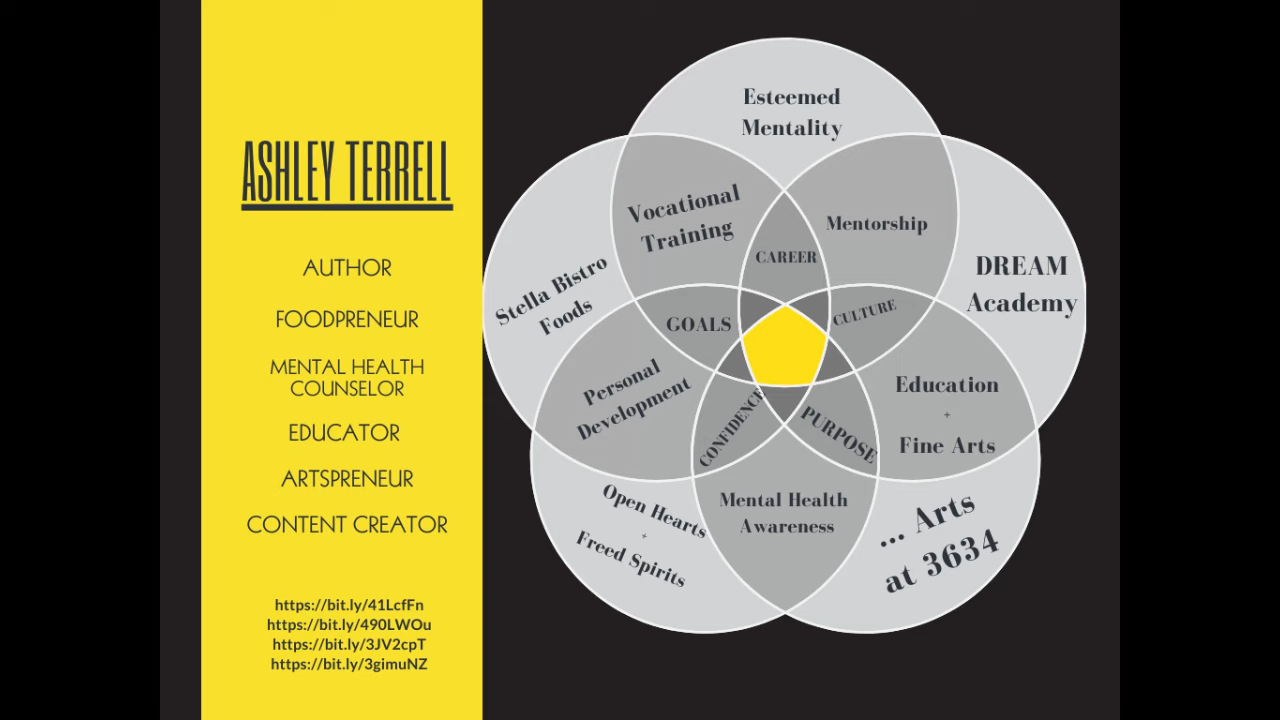 ASHLEY TERRELL
AUTHOR
FOODPRENEUR
MENTAL HEALTH
COUNSELOR
EDUCATOR
ARTSPRENEUR
CONTENT CREATOR
https://bit.ly/41LcfFn
https://bit.ly/490LWOu
https://bit.ly/3JV2cpT
https://bit.ly/3gimuNZ
Esteemed
Mentality
Vocational
Training
Mentorship
CAREER
Stella Bistro
Foods
DREAM
Academy
GOALS
CULTURE
Personal
Development
Education
+
Fine Arts
CONFIDENCE
PURPOSE
Open Hearts
+
Freed Spirits
Mental Health
Awareness
... Arts
at 3634